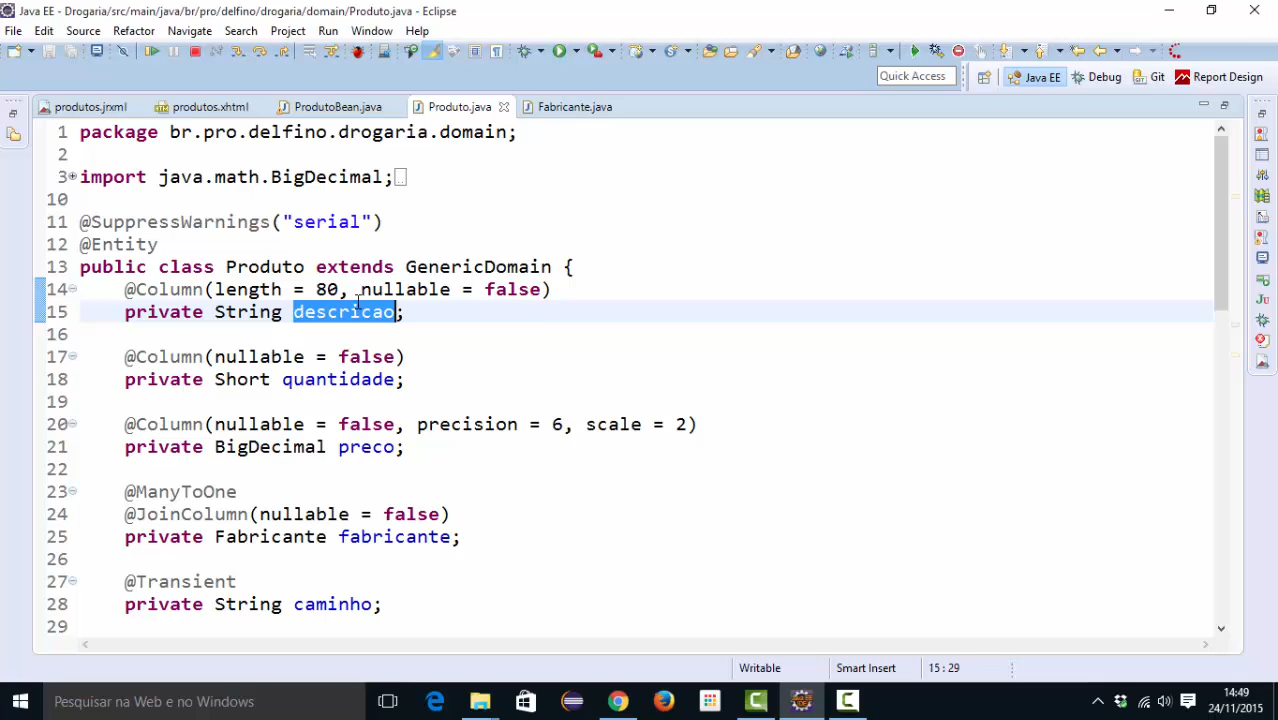 Java EE - Drogaria/src/main/java/br/pro/delfino/drogaria/domain/Produto.java - Eclipse
File Edit Source Refactor Navigate Search Project Run Window Help
Quick Access Java EE Debug Git Report Design
produtos.jrxml produtos.xhtml ProdutoBean.java Produto.java Fabricante.java
1 package br.pro.delfino.drogaria.domain;
2
3 import java.math.BigDecimal;
10
11 @SuppressWarnings("serial")
12 @Entity
13 public class Produto extends GenericDomain {
14 @Column(length = 80, nullable = false)
15 private String descricao;
16
17 @Column(nullable = false)
18 private Short quantidade;
19
20 @Column(nullable = false, precision = 6, scale = 2)
21 private BigDecimal preco;
22
23 @ManyToOne
24 @JoinColumn(nullable = false)
25 private Fabricante fabricante;
26
27 @Transient
28 private String caminho;
29
Writable Smart Insert 15 : 29
Pesquisar na Web e no Windows
14:49
24/11/2015